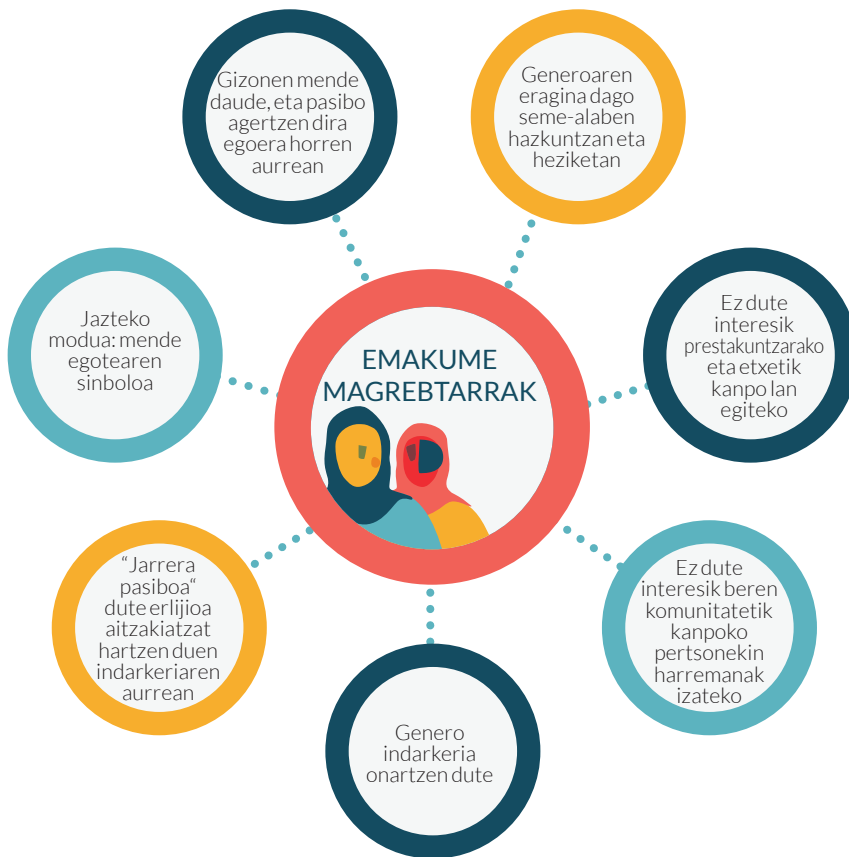 Gizonen mende
daude, eta pasibo
agertzen dira
egoera horren
aurrean
Generoaren
eragina dago
seme-alaben
hazkuntzan eta
heziketan
Jazteko
modua: mende
egotearen
sinboloa
EMAKUME
MAGREBTARRAK
Ez dute
interesik
prestakuntzarako
eta etxetik
kanpo lan
egiteko
“Jarrera
pasiboa“
dute erlijioa
aitzakiatzat
hartzen duen
indarkeriaren
aurrean
Ez dute
interesik beren
komunitatetik
kanpoko
pertsonekin
harremanak
izateko
Genero
indarkeria
onartzen dute